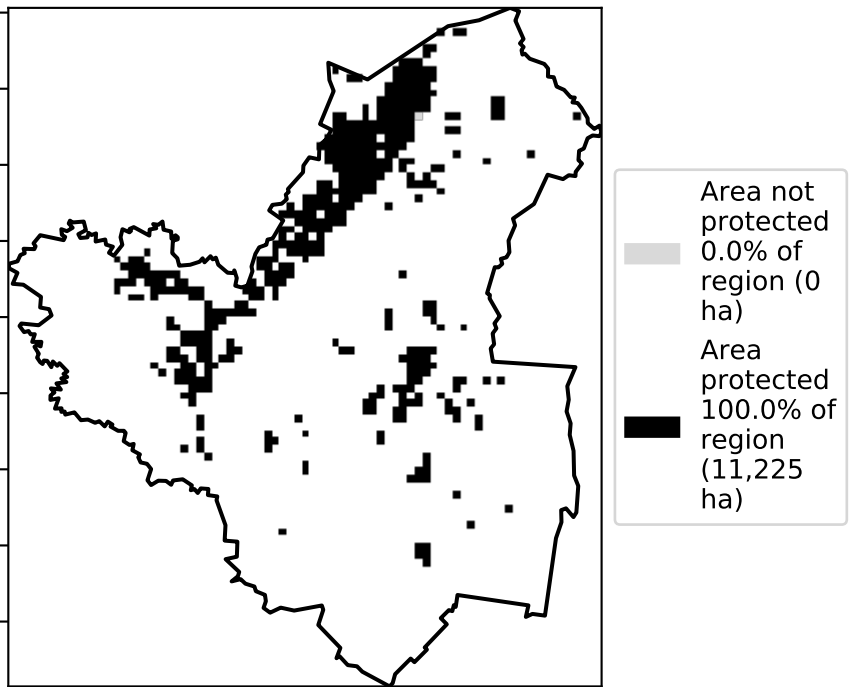 Area not
protected
0.0% of
region (0
ha)
Area
protected
100.0% of
region
(11,225
ha)